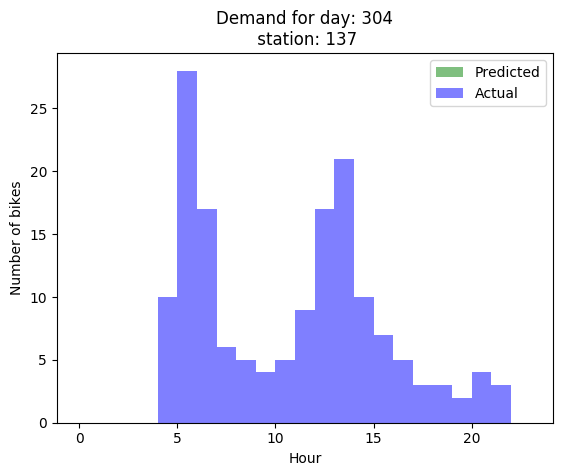 Demand for day: 304
station: 137
Predicted
Actual
Number of bikes
25
20
15
10
5
0
0
5
10
15
20
Hour